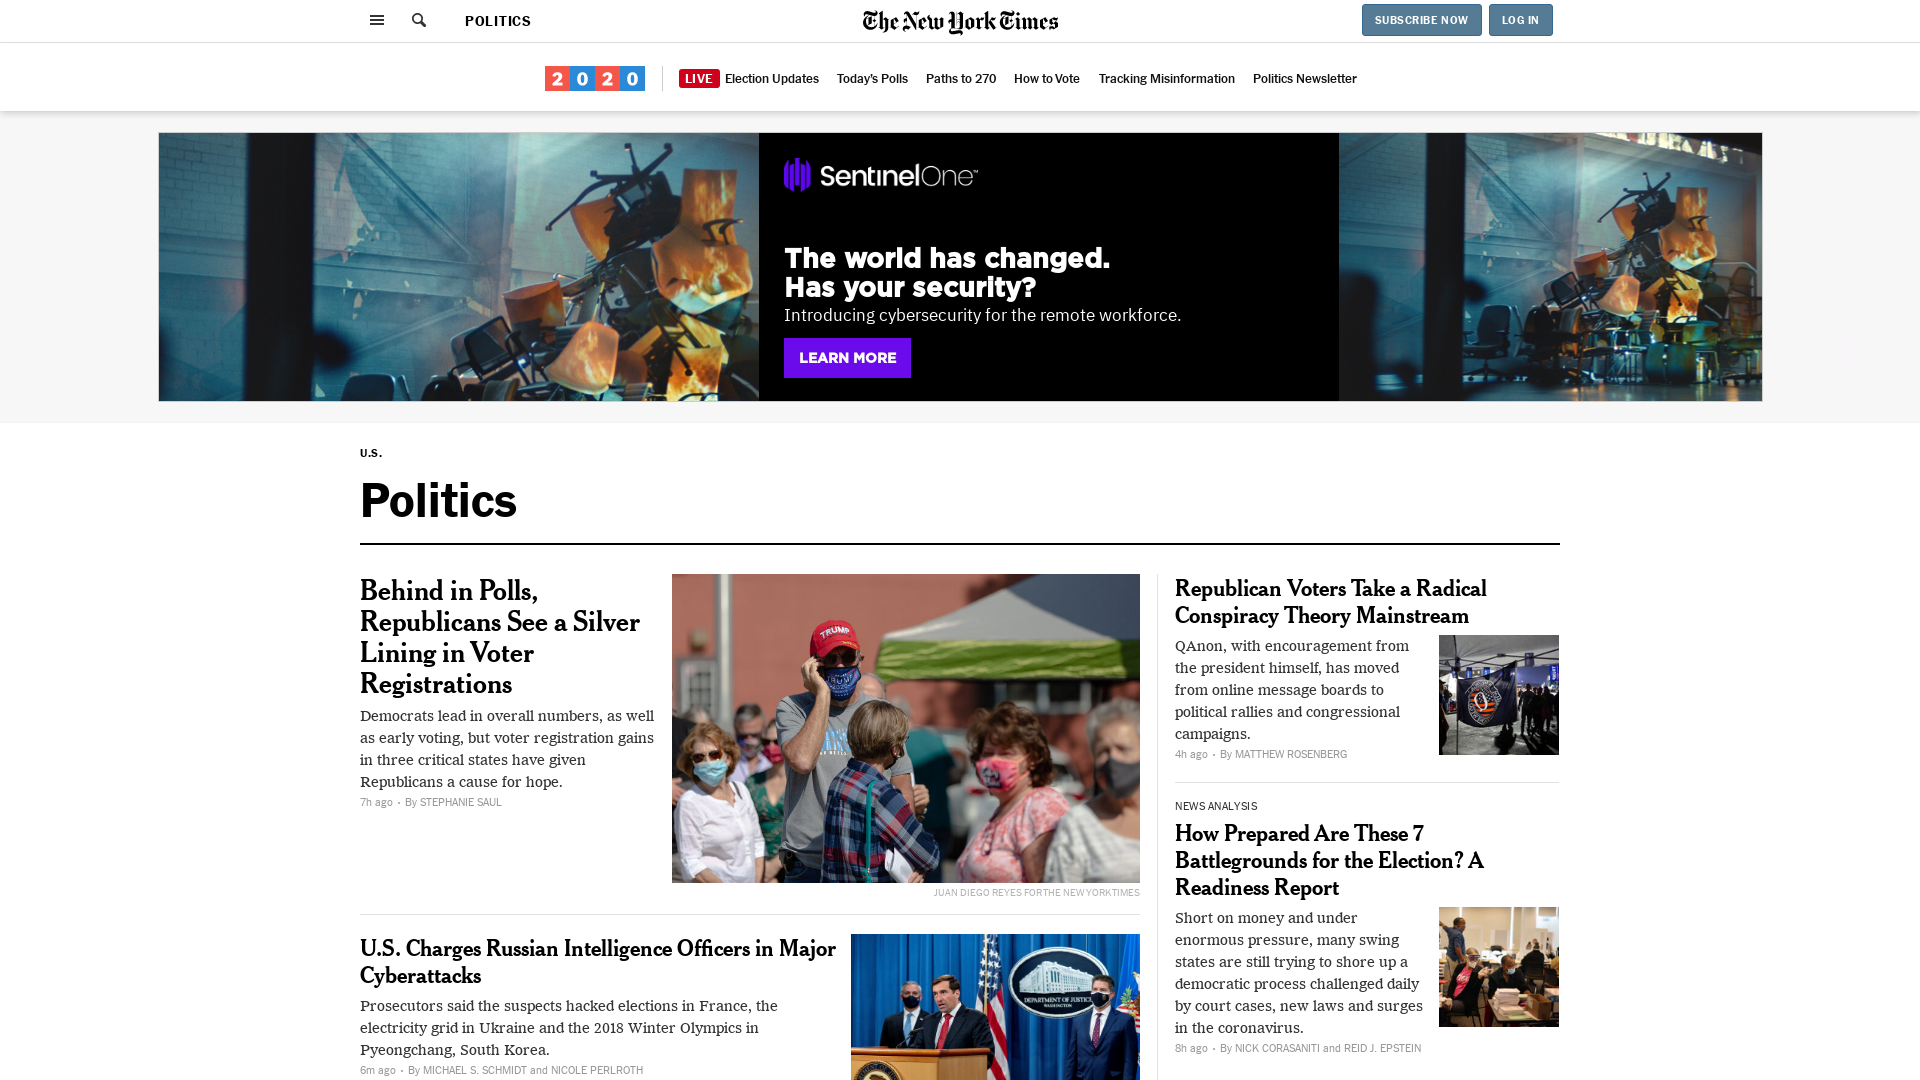 POLITICS
The New York Times
SUBSCRIBE NOW
LOG IN
2020
LIVE Election Updates
Today's Polls
Paths to 270
How to Vote
Tracking Misinformation
Politics Newsletter
SentinelOne
The world has changed.
Has your security?
Introducing cybersecurity for the remote workforce.
LEARN MORE
U.S.
Politics
Behind in Polls,
Republicans See a Silver
Lining in Voter
Registrations
Democrats lead in overall numbers, as well
as early voting, but voter registration gains
in three critical states have given
Republicans a cause for hope.
7h ago • By STEPHANIE SAUL
TRUMP
TRUMP
JUAN DIEGO REYES FOR THE NEW YORK TIMES
U.S. Charges Russian Intelligence Officers in Major
Cyberattacks
Prosecutors said the suspects hacked elections in France, the
electricity grid in Ukraine and the 2018 Winter Olympics in
Pyeongchang, South Korea.
6m ago • By MICHAEL S. SCHMIDT and NICOLE PERLROTH
DEPARTMENT OF JUSTICE
WASHINGTON
Republican Voters Take a Radical
Conspiracy Theory Mainstream
QAnon, with encouragement from
the president himself, has moved
from online message boards to
political rallies and congressional
campaigns.
4h ago • By MATTHEW ROSENBERG
NEWS ANALYSIS
How Prepared Are These 7
Battlegrounds for the Election? A
Readiness Report
Short on money and under
enormous pressure, many swing
states are still trying to shore up a
democratic process challenged daily
by court cases, new laws and surges
in the coronavirus.
8h ago • By NICK CORASANITI and REID J. EPSTEIN